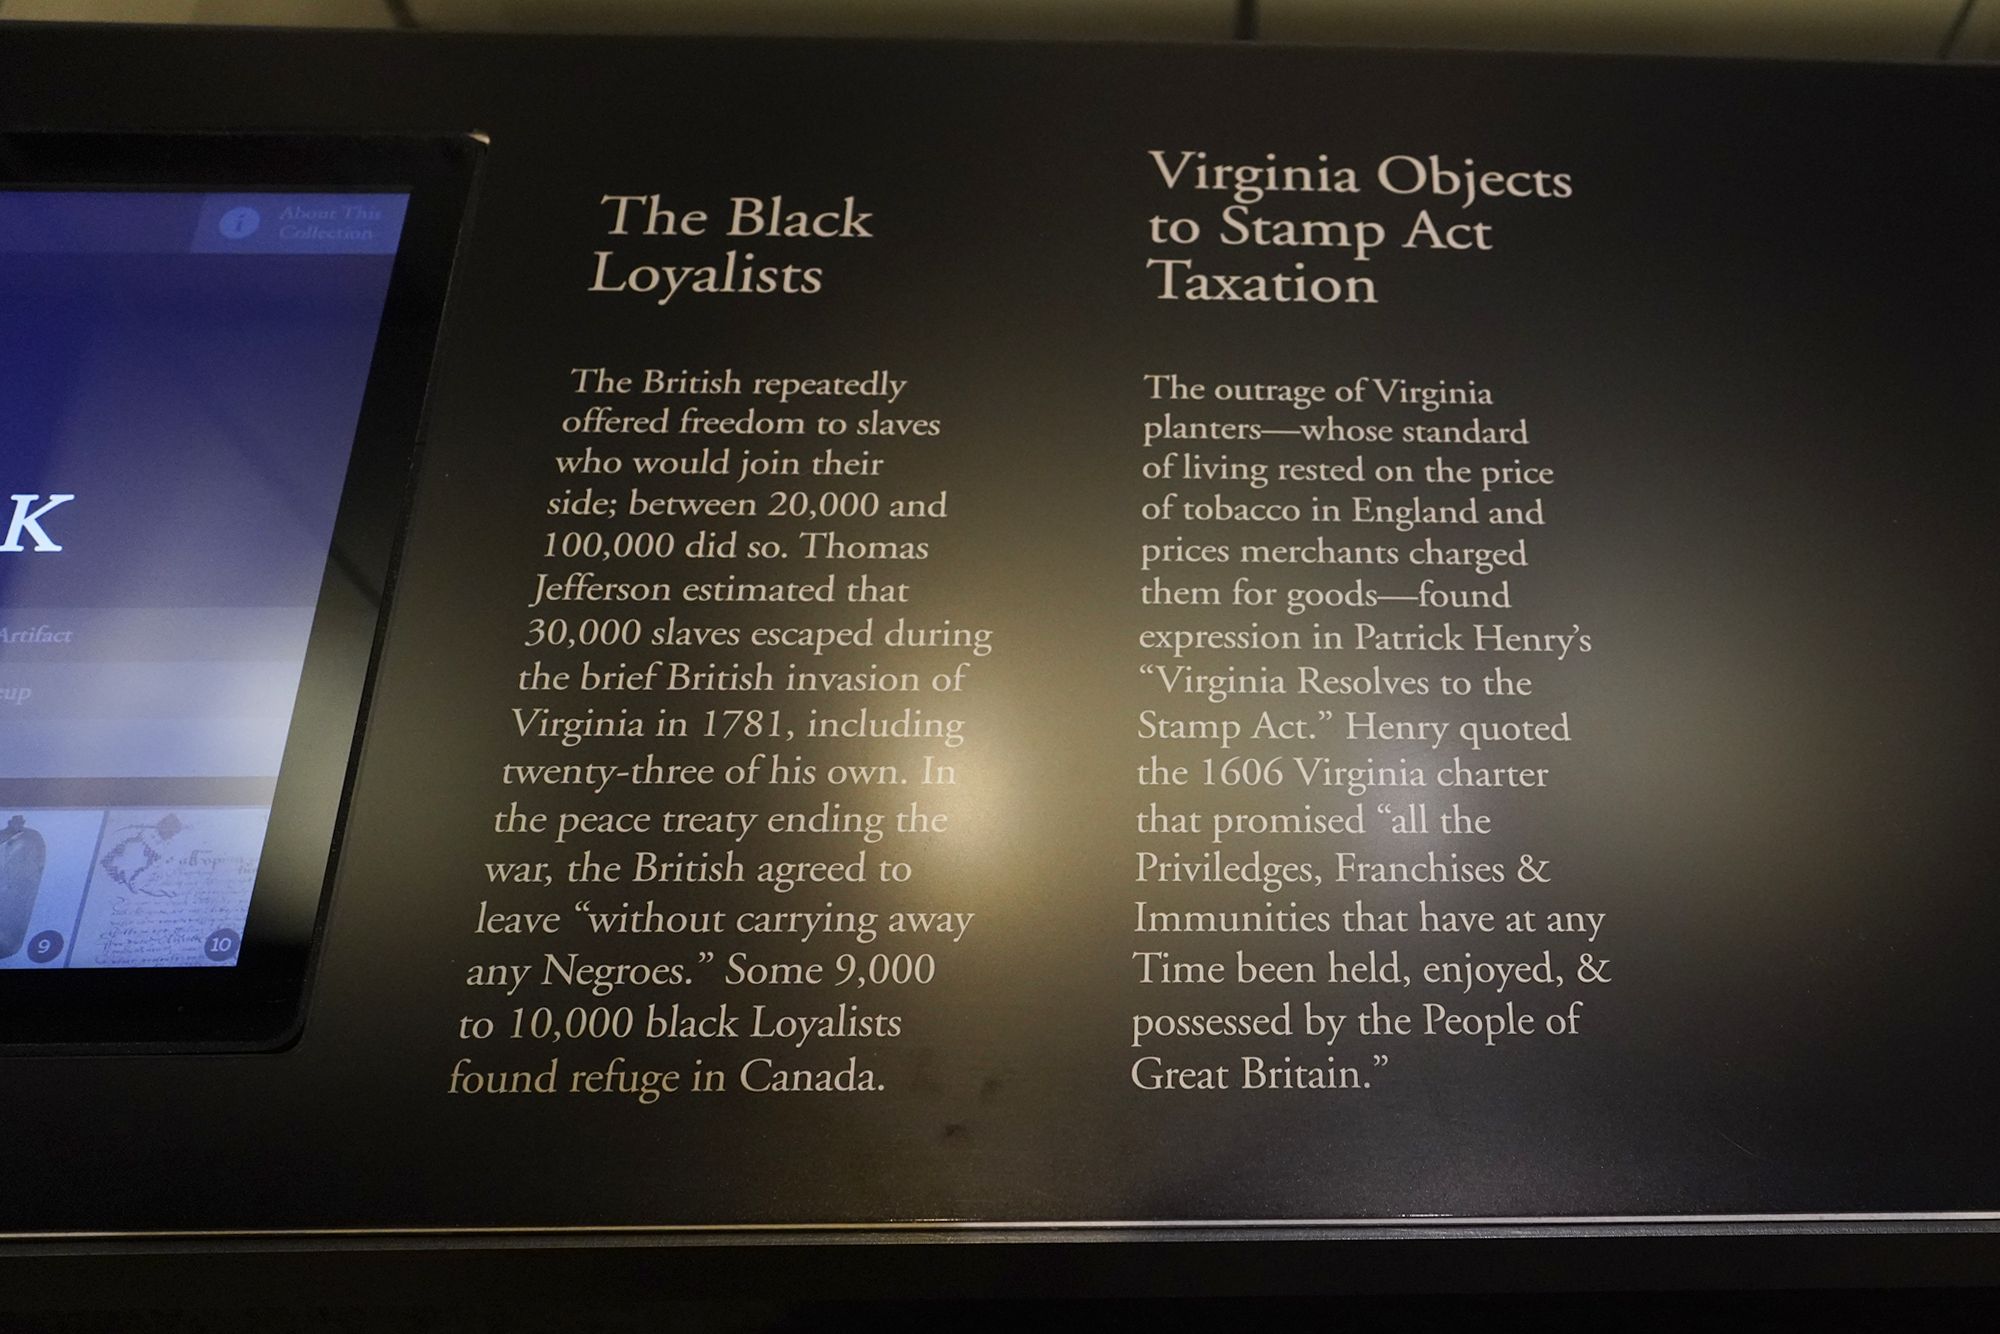 About This
Collection
K
Artifact
9
10
The Black
Loyalists
The British repeatedly
offered freedom to slaves
who would join their
side; between 20,000 and
100,000 did so. Thomas
Jefferson estimated that
30,000 slaves escaped during
the brief British invasion of
Virginia in 1781, including
twenty-three of his own. In
the peace treaty ending the
war, the British agreed to
leave “without carrying away
any Negroes.” Some 9,000
to 10,000 black Loyalists
found refuge in Canada.
Virginia Objects
to Stamp Act
Taxation
The outrage of Virginia
planters—whose standard
of living rested on the price
of tobacco in England and
prices merchants charged
them for goods—found
expression in Patrick Henry’s
“Virginia Resolves to the
Stamp Act.” Henry quoted
the 1606 Virginia charter
that promised “all the
Priviledges, Franchises &
Immunities that have at any
Time been held, enjoyed, &
possessed by the People of
Great Britain.”